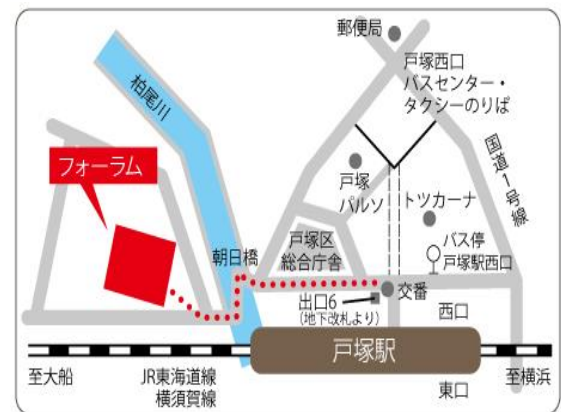 郵便局
戸塚西口
バスセンター・
タクシーのりば
柏尾川
国道1号線
フォーラム
戸塚
パルソ
トツカーナ
戸塚区
総合庁舎
バス停
戸塚駅西口
朝日橋
出口6
(地下改札より)
交番
西口
戸塚駅
至大船
JR東海道線
横須賀線
東口
至横浜